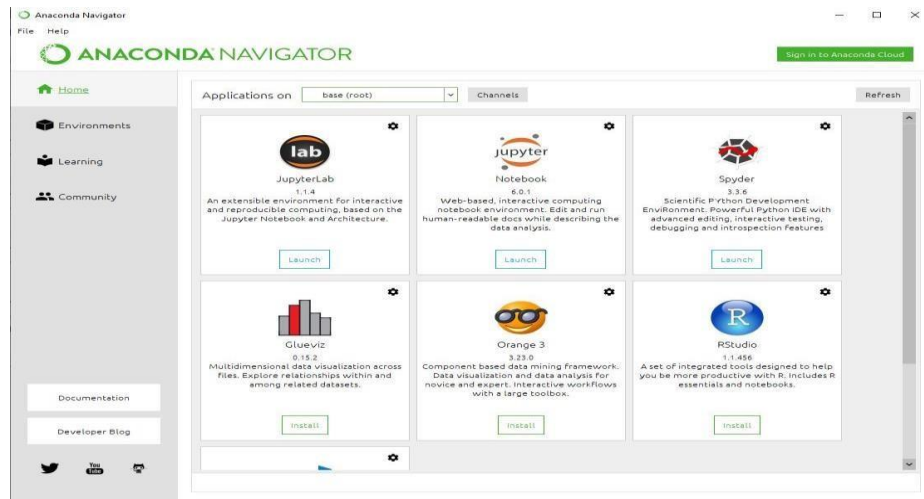 Anaconda Navigator
File Help
ANACONDA NAVIGATOR
Sign in to Anaconda Cloud
Home
Environments
Learning
Community
Documentation
Developer Blog
You
Tube
Applications on base (root) Channels Refresh
lab
JupyterLab
1.1.4
An extensible environment for interactive
and reproducible computing, based on the
Jupyter Notebook and Architecture.
Launch
jupyter
Notebook
6.0.1
Web-based, interactive computing
notebook environment. Edit and run
human-readable docs while describing the
data analysis.
Launch
Spyder
3.3.6
Scientific PYthon Development
EnviRonment. Powerful Python IDE with
advanced editing, interactive testing,
debugging and introspection features
Launch
Glueviz
0.15.2
Multidimensional data visualization across
files. Explore relationships within and
among related datasets.
Install
Orange 3
3.23.0
Component based data mining framework.
Data visualization and data analysis for
novice and expert. Interactive workflows
with a large toolbox.
Install
R
RStudio
1.1.456
A set of integrated tools designed to help
you be more productive with R. Includes R
essentials and notebooks.
Install